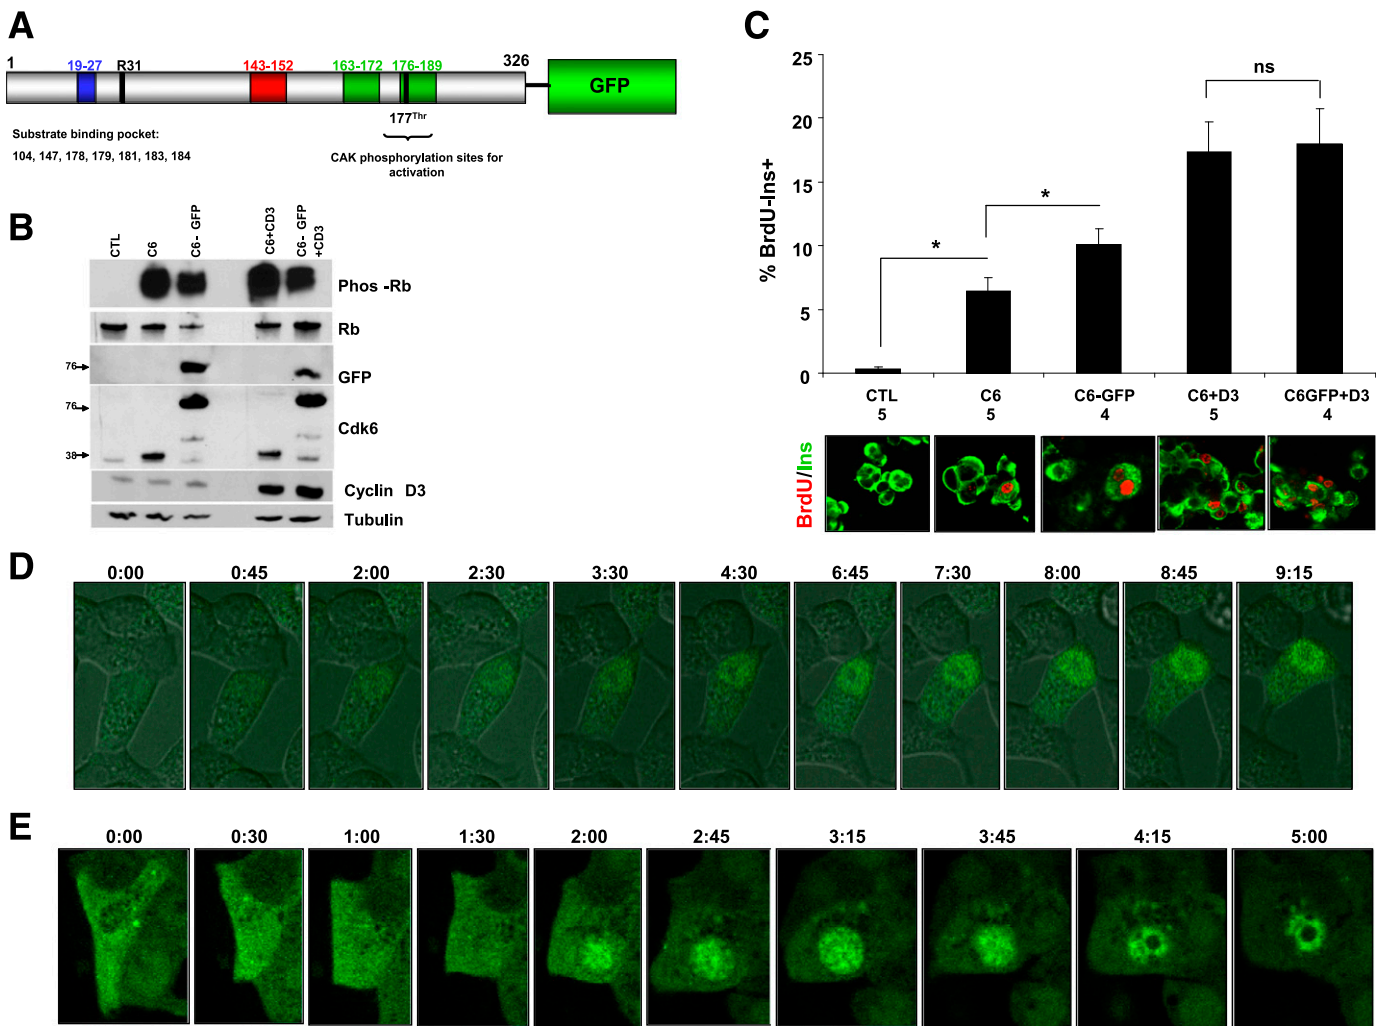 A
1
19-27
R31
143-152
163-172
176-189
326
GFP
177Thr
Substrate binding pocket:
104, 147, 178, 179, 181, 183, 184
CAK phosphorylation sites for
activation
B
CTL
C6
C6- GFP
C6+CD3
C6- GFP
+CD3
Phos -Rb
Rb
76
GFP
76
Cdk6
38
Cyclin D3
Tubulin
C
% BrdU-Ins+
25
20
15
10
5
0
*
*
ns
CTL C6 C6-GFP C6+D3 C6GFP+D3
5 5 4 5 4
BrdU/Ins
D
0:00 0:45 2:00 2:30 3:30 4:30 6:45 7:30 8:00 8:45 9:15
E
0:00 0:30 1:00 1:30 2:00 2:45 3:15 3:45 4:15 5:00